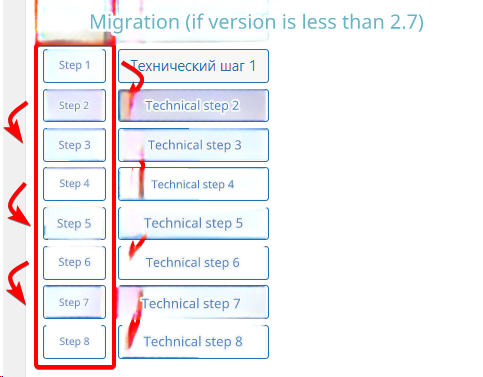 Migration (if version is less than 2.7)
Step 1 Технический шаг 1
Step 2 Technical step 2
Step 3 Technical step 3
Step 4 Technical step 4
Step 5 Technical step 5
Step 6 Technical step 6
Step 7 Technical step 7
Step 8 Technical step 8